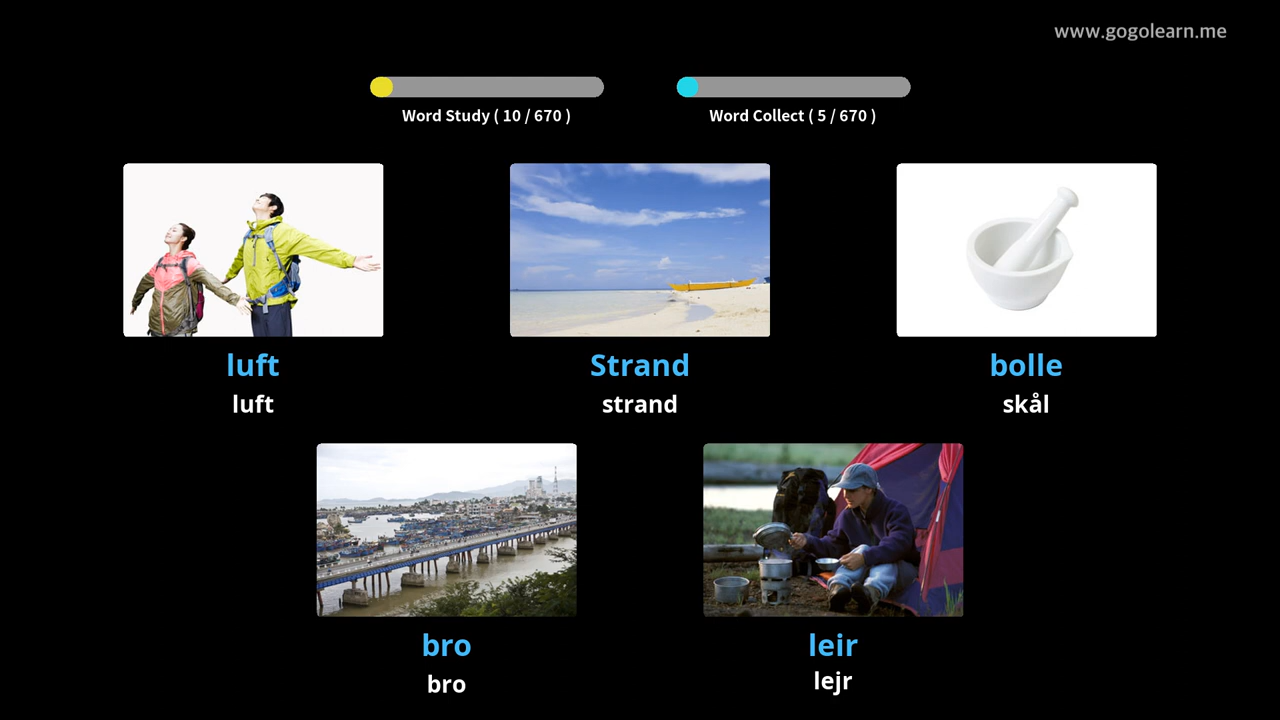 www.gogolearn.me
Word Study ( 10 / 670 )
Word Collect ( 5 / 670 )
luft
luft
Strand
strand
bolle
skål
bro
bro
leir
lejr